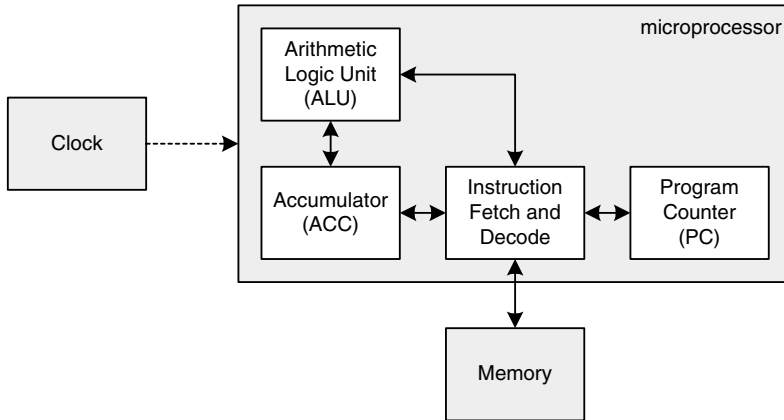 microprocessor
Arithmetic
Logic Unit
(ALU)
Clock
Accumulator
(ACC)
Instruction
Fetch and
Decode
Program
Counter
(PC)
Memory